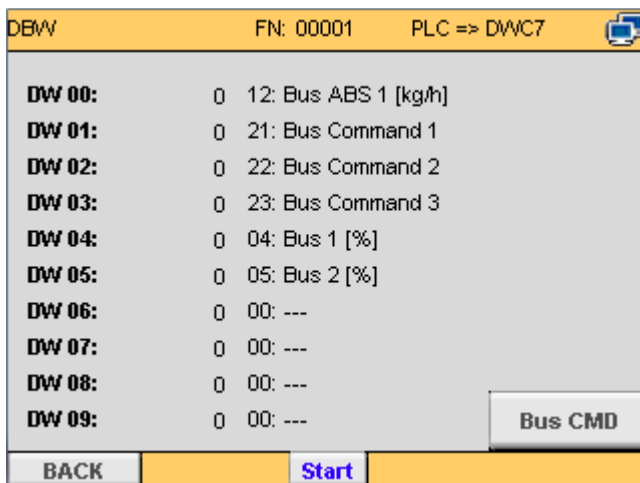 DBW FN: 00001 PLC => DWC7
DW 00: 0 12: Bus ABS 1 [kg/h]
DW 01: 0 21: Bus Command 1
DW 02: 0 22: Bus Command 2
DW 03: 0 23: Bus Command 3
DW 04: 0 04: Bus 1 [%]
DW 05: 0 05: Bus 2 [%]
DW 06: 0 00: ---
DW 07: 0 00: ---
DW 08: 0 00: ---
DW 09: 0 00: ---
Bus CMD
BACK Start